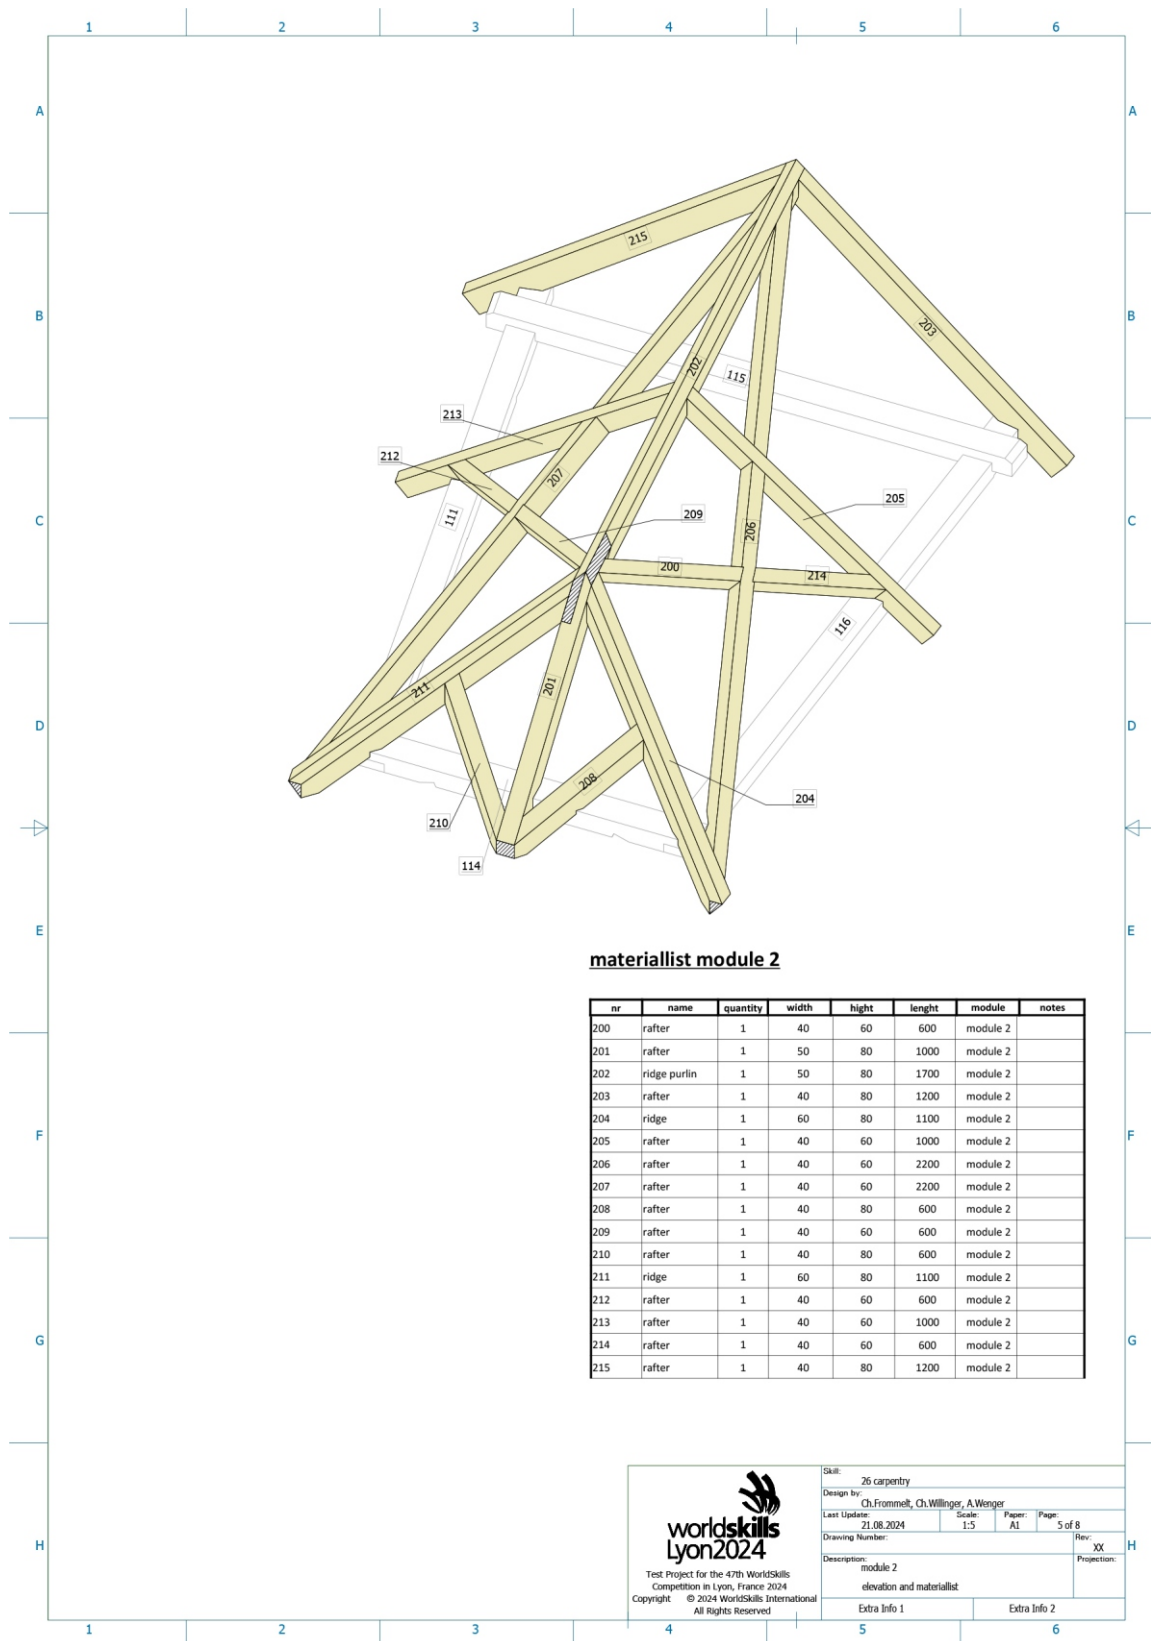 1 2 3 4 5 6
A A
215
B B
203
202
115
213
212
207
111
209
205
C C
206
200
214
116
211
201
D D
208
204
210
114
E E
materiallist module 2
nr name quantity width hight lenght module notes
200 rafter 1 40 60 600 module 2
201 rafter 1 50 80 1000 module 2
202 ridge purlin 1 50 80 1700 module 2
203 rafter 1 40 80 1200 module 2
204 ridge 1 60 80 1100 module 2
F F
205 rafter 1 40 60 1000 module 2
206 rafter 1 40 60 2200 module 2
207 rafter 1 40 60 2200 module 2
208 rafter 1 40 80 600 module 2
209 rafter 1 40 60 600 module 2
210 rafter 1 40 80 600 module 2
211 ridge 1 60 80 1100 module 2
212 rafter 1 40 60 600 module 2
213 rafter 1 40 60 1000 module 2
G G
214 rafter 1 40 60 600 module 2
215 rafter 1 40 80 1200 module 2
worldskills
Lyon2024
Test Project for the 47th WorldSkills
Competition in Lyon, France 2024
Copyright © 2024 WorldSkills International
All Rights Reserved
Skill:
26 carpentry
Design by:
Ch.Frommelt, Ch.Willinger, A.Wenger
Last Update: Scale: Paper: Page:
21.08.2024 1:5 A1 5 of 8
Drawing Number: Rev:
XX
H H
Description: Projection:
module 2
elevation and materiallist
Extra Info 1 Extra Info 2
1 2 3 4 5 6